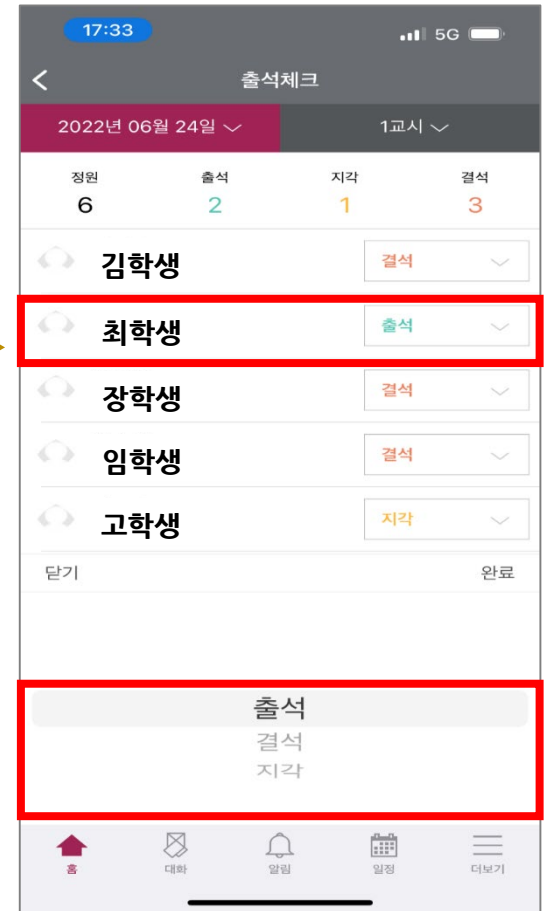 17:33 5G
출석체크
2022년 06월 24일 1교시
정원 출석 지각 결석
6 2 1 3
김학생 결석
최학생 출석
장학생 결석
임학생 결석
고학생 지각
닫기 완료
출석
결석
지각
홈 대화 알림 일정 더보기